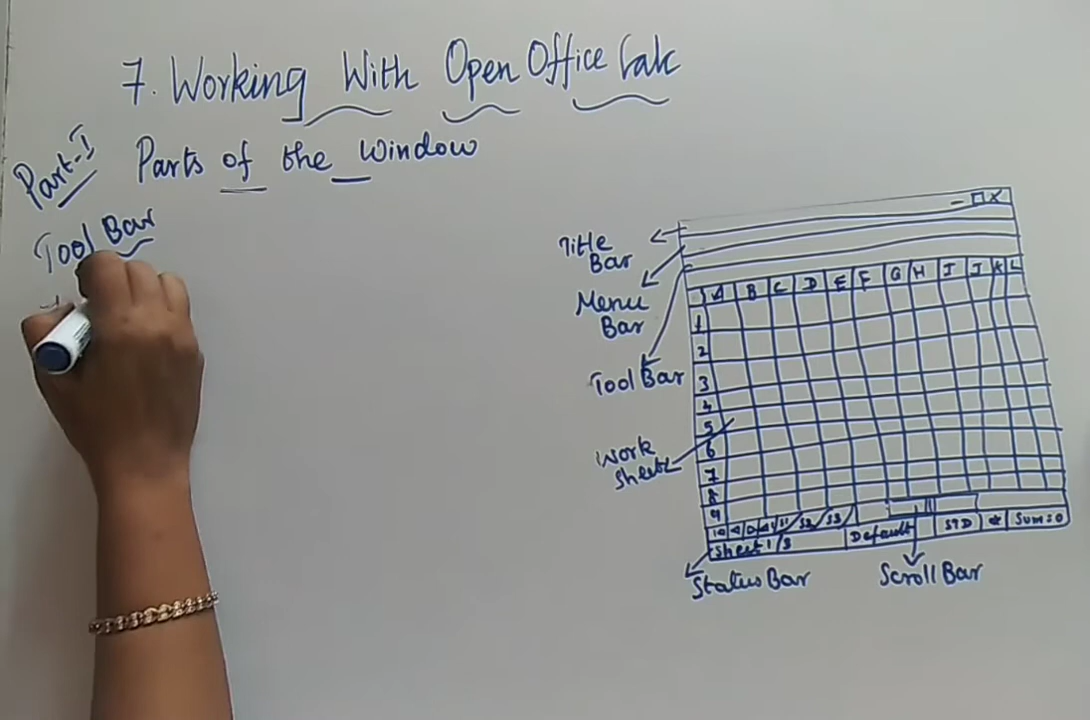 7. Working With Open Office Calc
Part-I
Parts of the Window
Tool Bar
Title
Bar
Menu
Bar
Tool Bar
Work
Sheet
A B C D E F G H I J K L
1
2
3
4
5
6
7
8
9
10
S2 S3
Sheet 1/3 Default STD * Sum=0
Status Bar
Scroll Bar